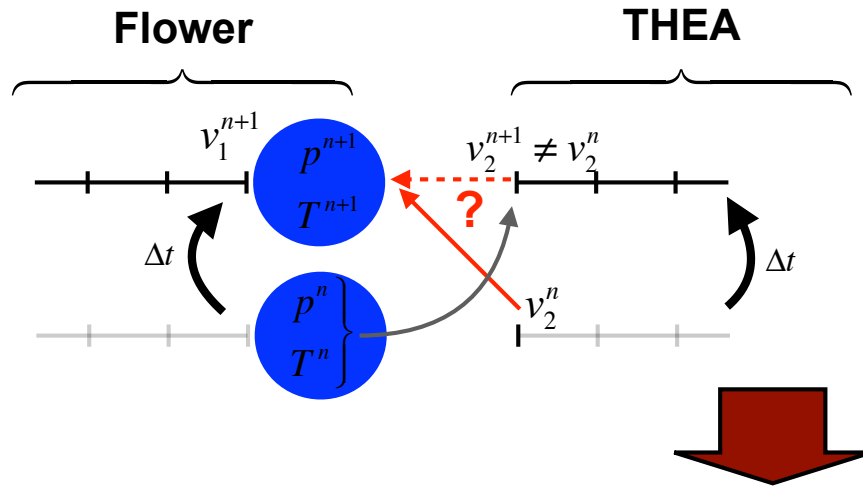 Flower THEA
v₁ⁿ⁺¹ pⁿ⁺¹ v₂ⁿ⁺¹ ≠ v₂ⁿ
Tⁿ⁺¹ ?
Δt Δt
pⁿ v₂ⁿ
Tⁿ